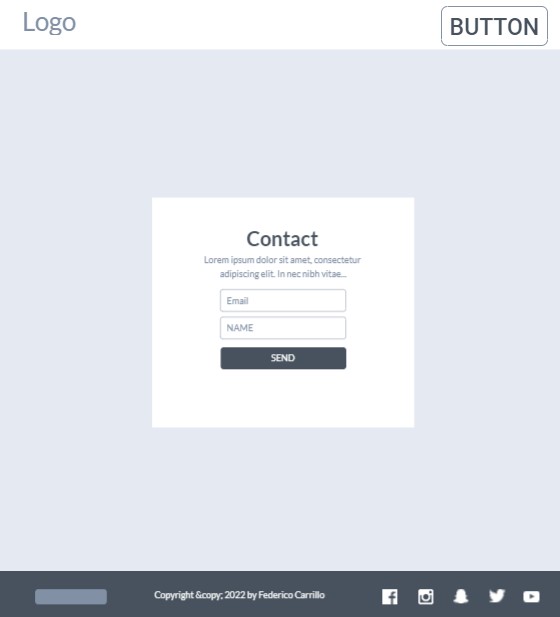 Logo
BUTTON
Contact
Lorem ipsum dolor sit amet, consectetur
adipiscing elit. In nec nibh vitae...
Email
NAME
SEND
Copyright &copy; 2022 by Federico Carrillo